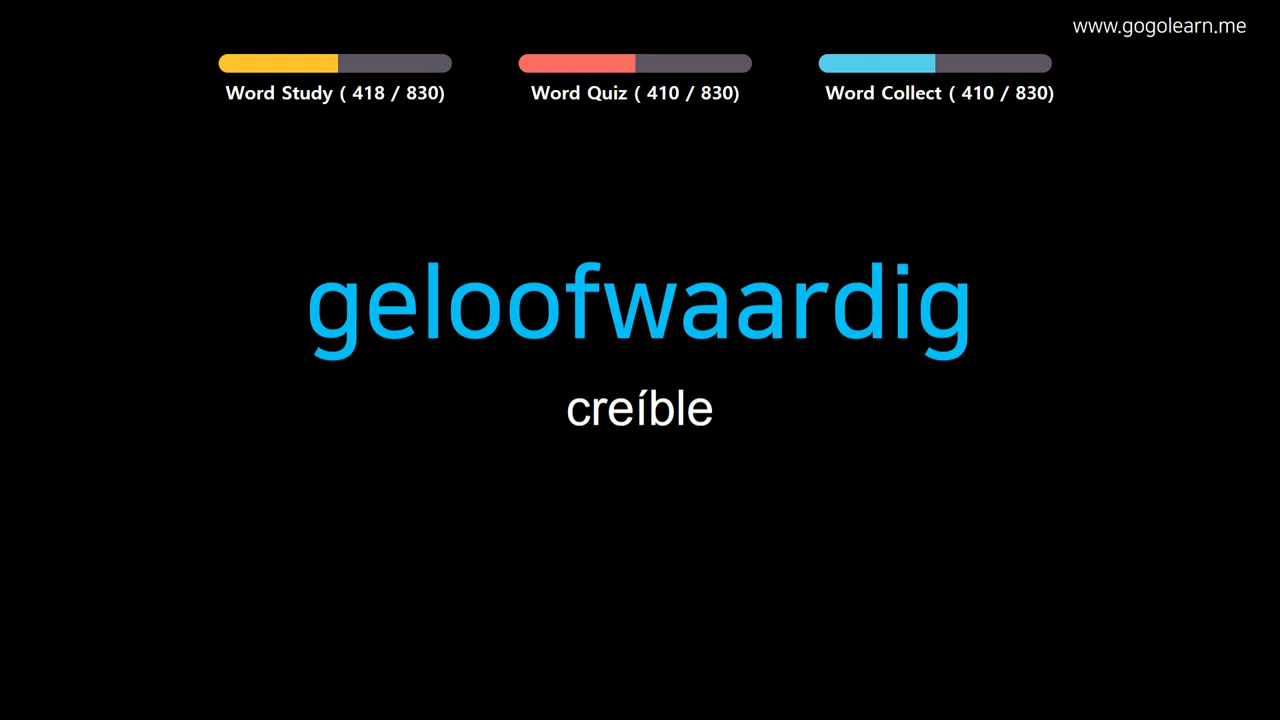 www.gogolearn.me
Word Study ( 418 / 830)
Word Quiz ( 410 / 830)
Word Collect ( 410 / 830)
geloofwaardig
creíble